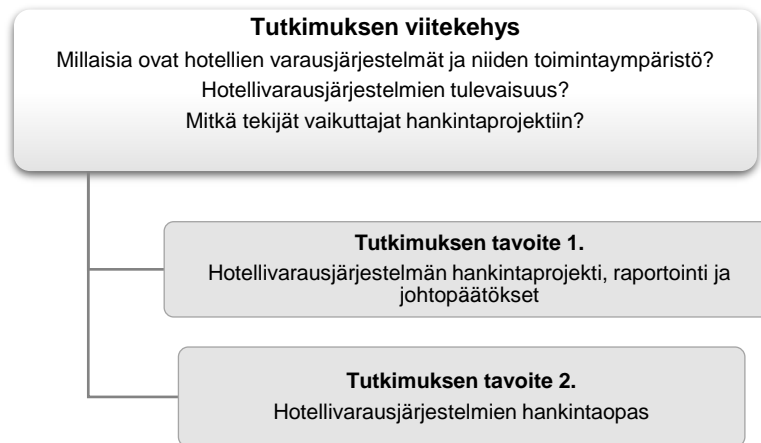 Tutkimuksen viitekehys
Millaisia ovat hotellien varausjärjestelmät ja niiden toimintaympäristö?
Hotellivarausjärjestelmien tulevaisuus?
Mitkä tekijät vaikuttajat hankintaprojektiin?
Tutkimuksen tavoite 1.
Hotellivarausjärjestelmän hankintaprojekti, raportointi ja
johtopäätökset
Tutkimuksen tavoite 2.
Hotellivarausjärjestelmien hankintaopas